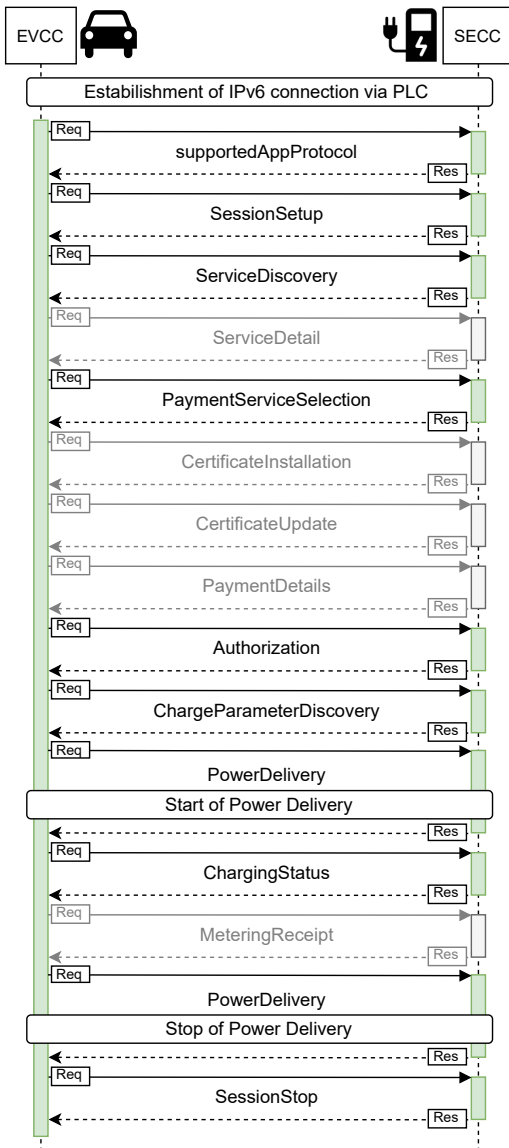 EVCC
SECC
Estabilishment of IPv6 connection via PLC
Req
supportedAppProtocol
Res
Req
SessionSetup
Res
Req
ServiceDiscovery
Res
Req
ServiceDetail
Res
Req
PaymentServiceSelection
Res
Req
CertificateInstallation
Res
Req
CertificateUpdate
Res
Req
PaymentDetails
Res
Req
Authorization
Res
Req
ChargeParameterDiscovery
Res
Req
PowerDelivery
Start of Power Delivery
Res
Req
ChargingStatus
Res
Req
MeteringReceipt
Res
Req
PowerDelivery
Stop of Power Delivery
Res
Req
SessionStop
Res